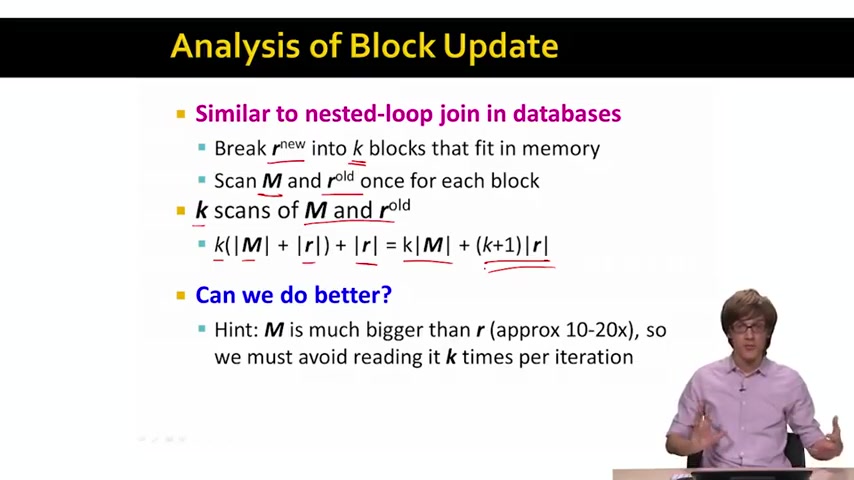 Analysis of Block Update
Similar to nested-loop join in databases
Break r^new into k blocks that fit in memory
Scan M and r^old once for each block
k scans of M and r^old
k(|M| + |r|) + |r| = k|M| + (k+1)|r|
Can we do better?
Hint: M is much bigger than r (approx 10-20x), so
we must avoid reading it k times per iteration